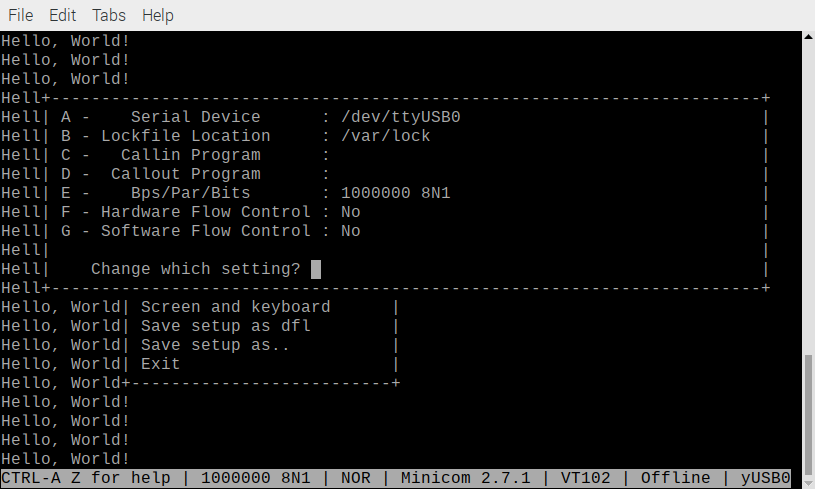 File Edit Tabs Help
Hello, World!
Hello, World!
Hello, World!
Hell+-----------------------------------------------------------------------+
Hell| A -    Serial Device      : /dev/ttyUSB0                              |
Hell| B - Lockfile Location     : /var/lock                                 |
Hell| C -   Callin Program      :                                           |
Hell| D -  Callout Program      :                                           |
Hell| E -    Bps/Par/Bits       : 1000000 8N1                               |
Hell| F - Hardware Flow Control : No                                        |
Hell| G - Software Flow Control : No                                        |
Hell|                                                                       |
Hell|    Change which setting?                                              |
Hell+-----------------------------------------------------------------------+
Hello, World| Screen and keyboard      |
Hello, World| Save setup as dfl        |
Hello, World| Save setup as..          |
Hello, World| Exit                     |
Hello, World+--------------------------+
Hello, World!
Hello, World!
Hello, World!
Hello, World!
CTRL-A Z for help | 1000000 8N1 | NOR | Minicom 2.7.1 | VT102 | Offline | yUSB0